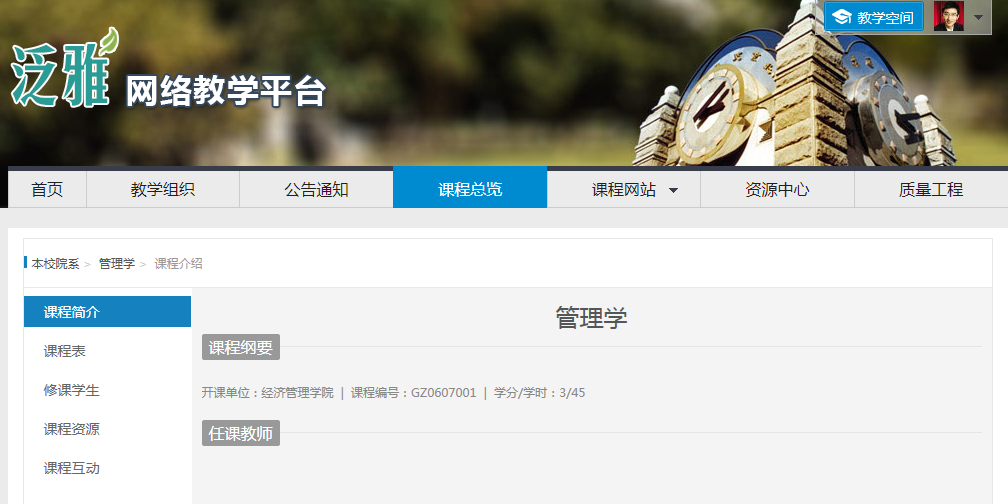 教学空间
泛雅 网络教学平台
首页 教学组织 公告通知 课程总览 课程网站 资源中心 质量工程
本校院系 > 管理学 > 课程介绍
课程简介
课程表
修课学生
课程资源
课程互动
管理学
课程纲要
开课单位：经济管理学院 | 课程编号：GZ0607001 | 学分/学时：3/45
任课教师